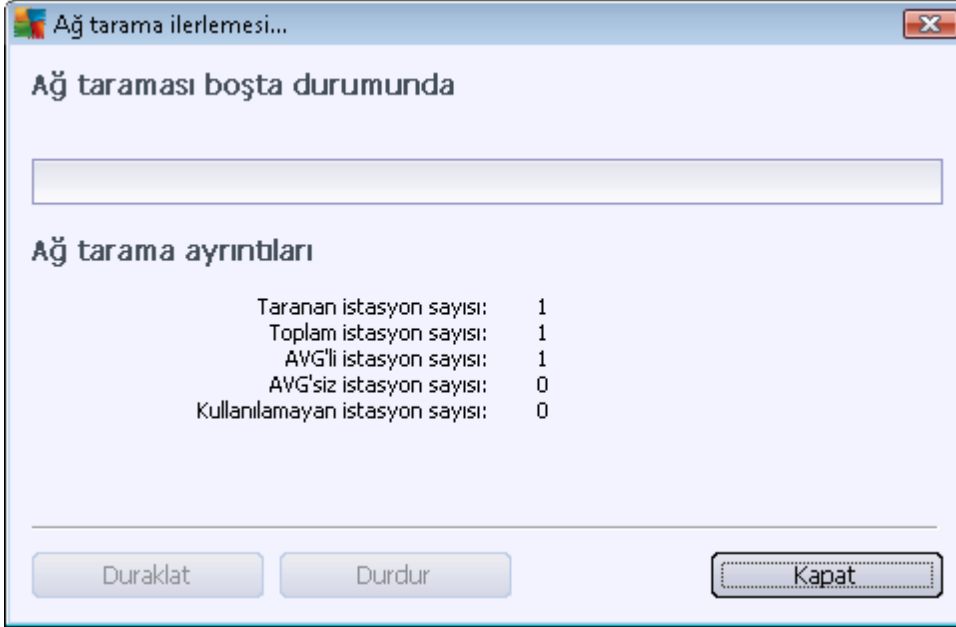 Ağ tarama ilerlemesi...
Ağ taraması boşta durumunda
Ağ tarama ayrıntıları
Taranan istasyon sayısı: 1
Toplam istasyon sayısı: 1
AVG'li istasyon sayısı: 1
AVG'siz istasyon sayısı: 0
Kullanılamayan istasyon sayısı: 0
Duraklat Durdur Kapat